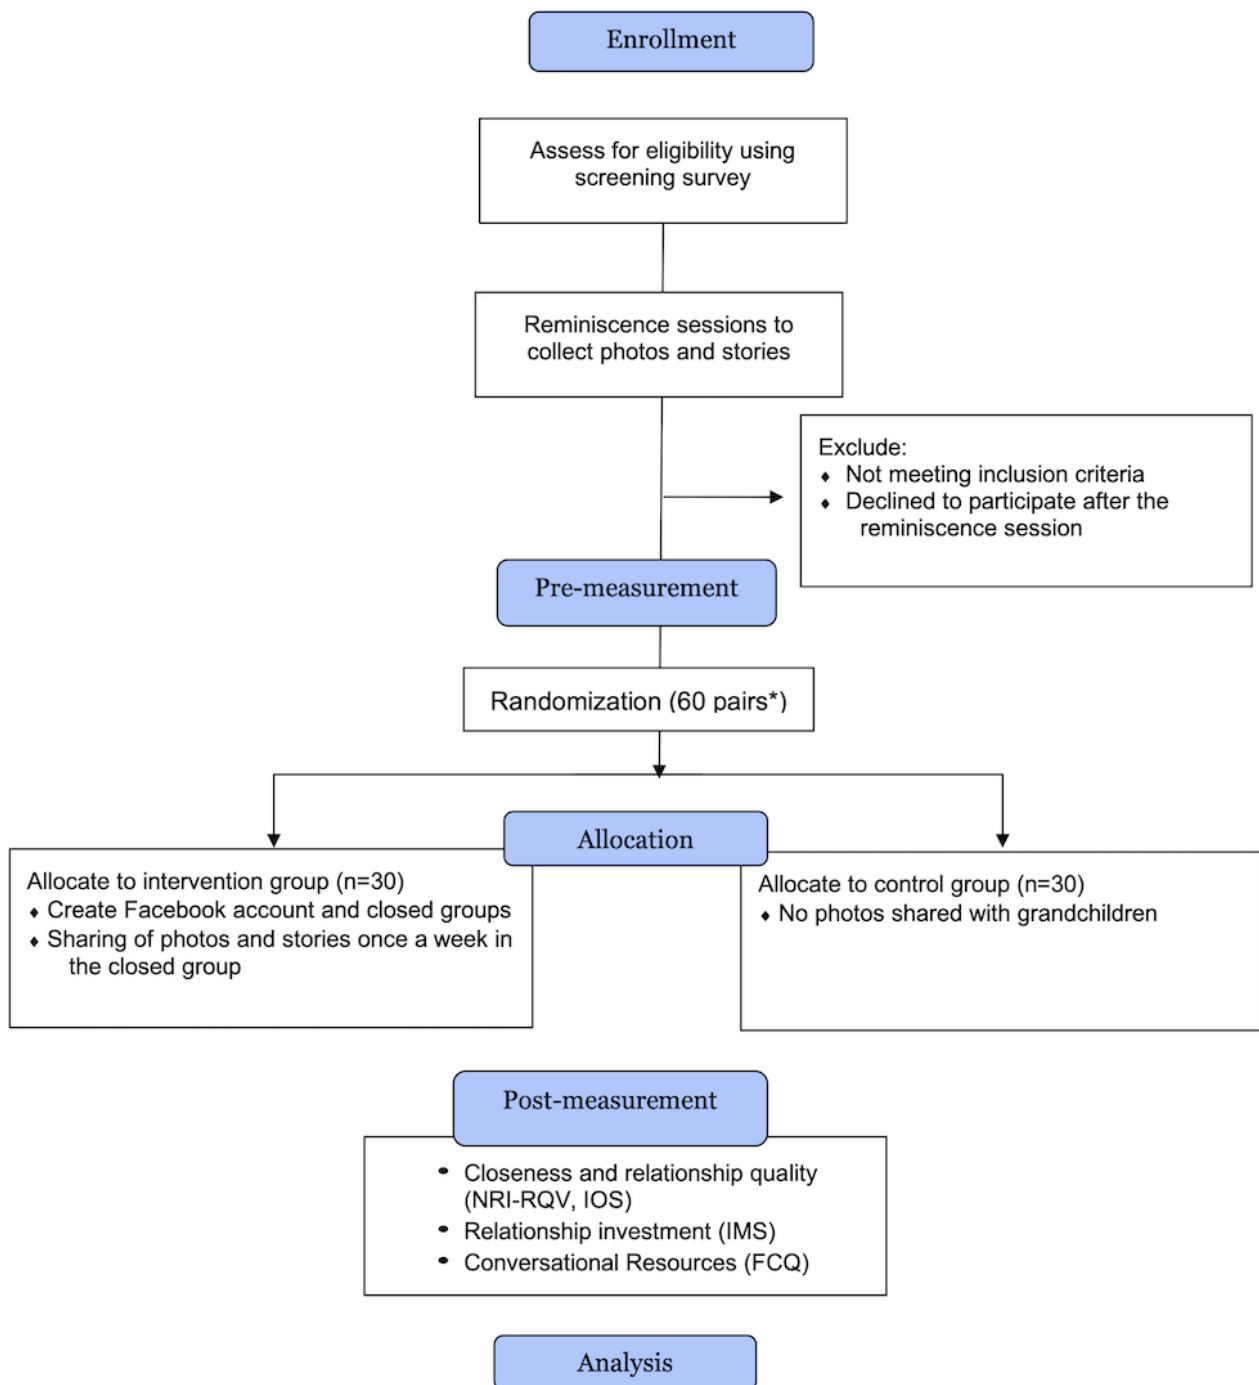 Enrollment
Assess for eligibility using
screening survey
Reminiscence sessions to
collect photos and stories
Exclude:
♦ Not meeting inclusion criteria
♦ Declined to participate after the
reminiscence session
Pre-measurement
Randomization (60 pairs*)
Allocation
Allocate to intervention group (n=30)
♦ Create Facebook account and closed groups
♦ Sharing of photos and stories once a week in
the closed group
Allocate to control group (n=30)
♦ No photos shared with grandchildren
Post-measurement
• Closeness and relationship quality
(NRI-RQV, IOS)
• Relationship investment (IMS)
• Conversational Resources (FCQ)
Analysis